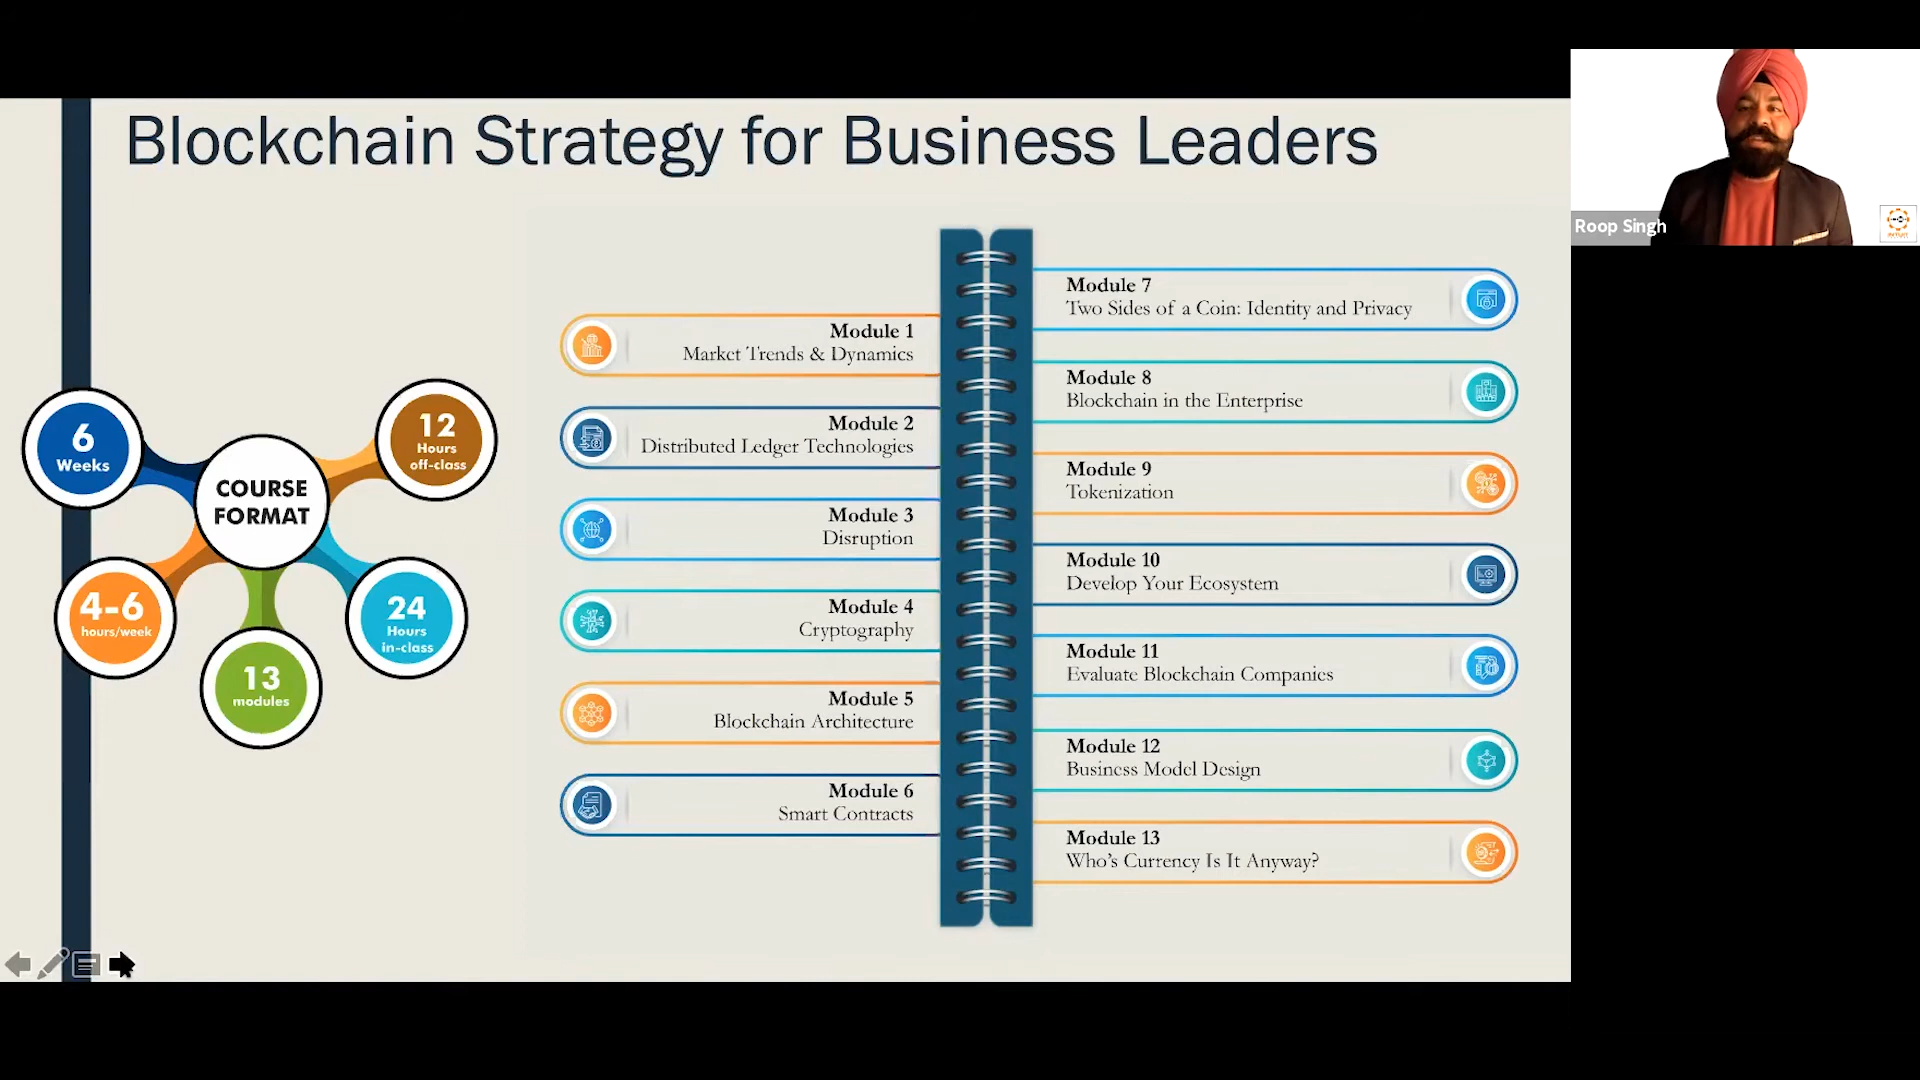 Blockchain Strategy for Business Leaders
Roop Singh
6
Weeks
12
Hours
off-class
COURSE
FORMAT
4-6
hours/week
13
modules
24
Hours
in-class
Module 1
Market Trends & Dynamics
Module 2
Distributed Ledger Technologies
Module 3
Disruption
Module 4
Cryptography
Module 5
Blockchain Architecture
Module 6
Smart Contracts
Module 7
Two Sides of a Coin: Identity and Privacy
Module 8
Blockchain in the Enterprise
Module 9
Tokenization
Module 10
Develop Your Ecosystem
Module 11
Evaluate Blockchain Companies
Module 12
Business Model Design
Module 13
Who's Currency Is It Anyway?